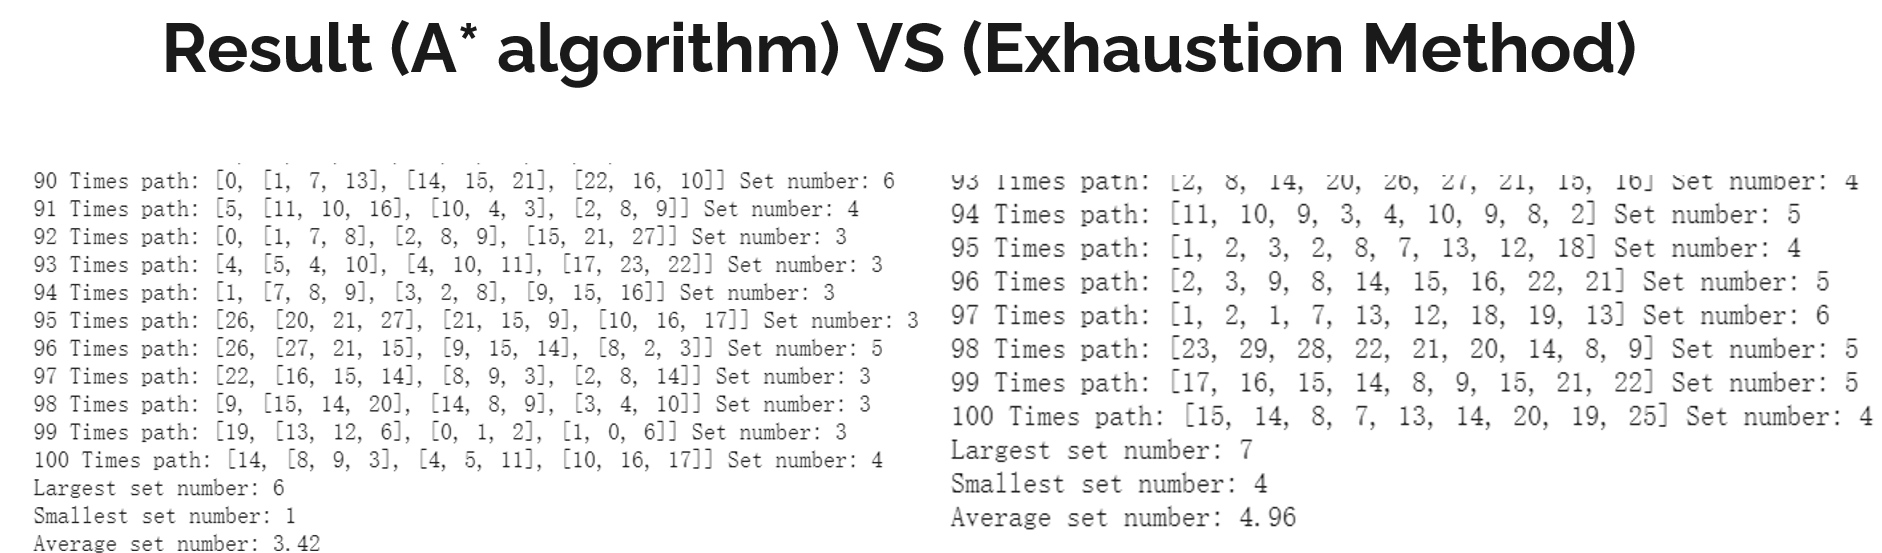 Result (A* algorithm) VS (Exhaustion Method)
90 Times path: [0, [1, 7, 13], [14, 15, 21], [22, 16, 10]] Set number: 6
91 Times path: [5, [11, 10, 16], [10, 4, 3], [2, 8, 9]] Set number: 4
92 Times path: [0, [1, 7, 8], [2, 8, 9], [15, 21, 27]] Set number: 3
93 Times path: [4, [5, 4, 10], [4, 10, 11], [17, 23, 22]] Set number: 3
94 Times path: [1, [7, 8, 9], [3, 2, 8], [9, 15, 16]] Set number: 3
95 Times path: [26, [20, 21, 27], [21, 15, 9], [10, 16, 17]] Set number: 3
96 Times path: [26, [27, 21, 15], [9, 15, 14], [8, 2, 3]] Set number: 5
97 Times path: [22, [16, 15, 14], [8, 9, 3], [2, 8, 14]] Set number: 3
98 Times path: [9, [15, 14, 20], [14, 8, 9], [3, 4, 10]] Set number: 3
99 Times path: [19, [13, 12, 6], [0, 1, 2], [1, 0, 6]] Set number: 3
100 Times path: [14, [8, 9, 3], [4, 5, 11], [10, 16, 17]] Set number: 4
Largest set number: 6
Smallest set number: 1
Average set number: 3.42
93 Times path: [2, 8, 14, 20, 26, 27, 21, 15, 16] Set number: 4
94 Times path: [11, 10, 9, 3, 4, 10, 9, 8, 2] Set number: 5
95 Times path: [1, 2, 3, 2, 8, 7, 13, 12, 18] Set number: 4
96 Times path: [2, 3, 9, 8, 14, 15, 16, 22, 21] Set number: 5
97 Times path: [1, 2, 1, 7, 13, 12, 18, 19, 13] Set number: 6
98 Times path: [23, 29, 28, 22, 21, 20, 14, 8, 9] Set number: 5
99 Times path: [17, 16, 15, 14, 8, 9, 15, 21, 22] Set number: 5
100 Times path: [15, 14, 8, 7, 13, 14, 20, 19, 25] Set number: 4
Largest set number: 7
Smallest set number: 4
Average set number: 4.96